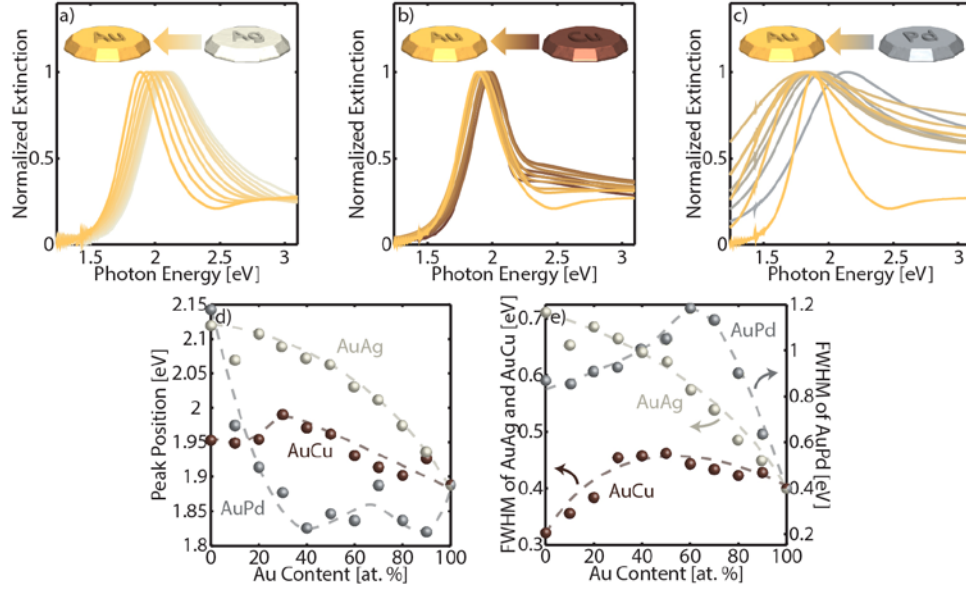 a)
Au
Ag
Normalized Extinction
1
0.5
0
1.5
2
2.5
3
Photon Energy [eV]
b)
Au
Cu
Normalized Extinction
1
0.5
0
1.5
2
2.5
3
Photon Energy [eV]
c)
Au
Pd
Normalized Extinction
1
0.5
0
1.5
2
2.5
3
Photon Energy [eV]
d)
Peak Position [eV]
2.15
2.1
2.05
2
1.95
1.9
1.85
1.8
AuAg
AuCu
AuPd
0
20
40
60
80
100
Au Content [at. %]
e)
FWHM of AuAg and AuCu [eV]
0.7
0.6
0.5
0.4
0.3
AuPd
AuAg
AuCu
1.2
1
0.8
0.6
0.4
0.2
FWHM of AuPd [eV]
0
20
40
60
80
100
Au Content [at. %]